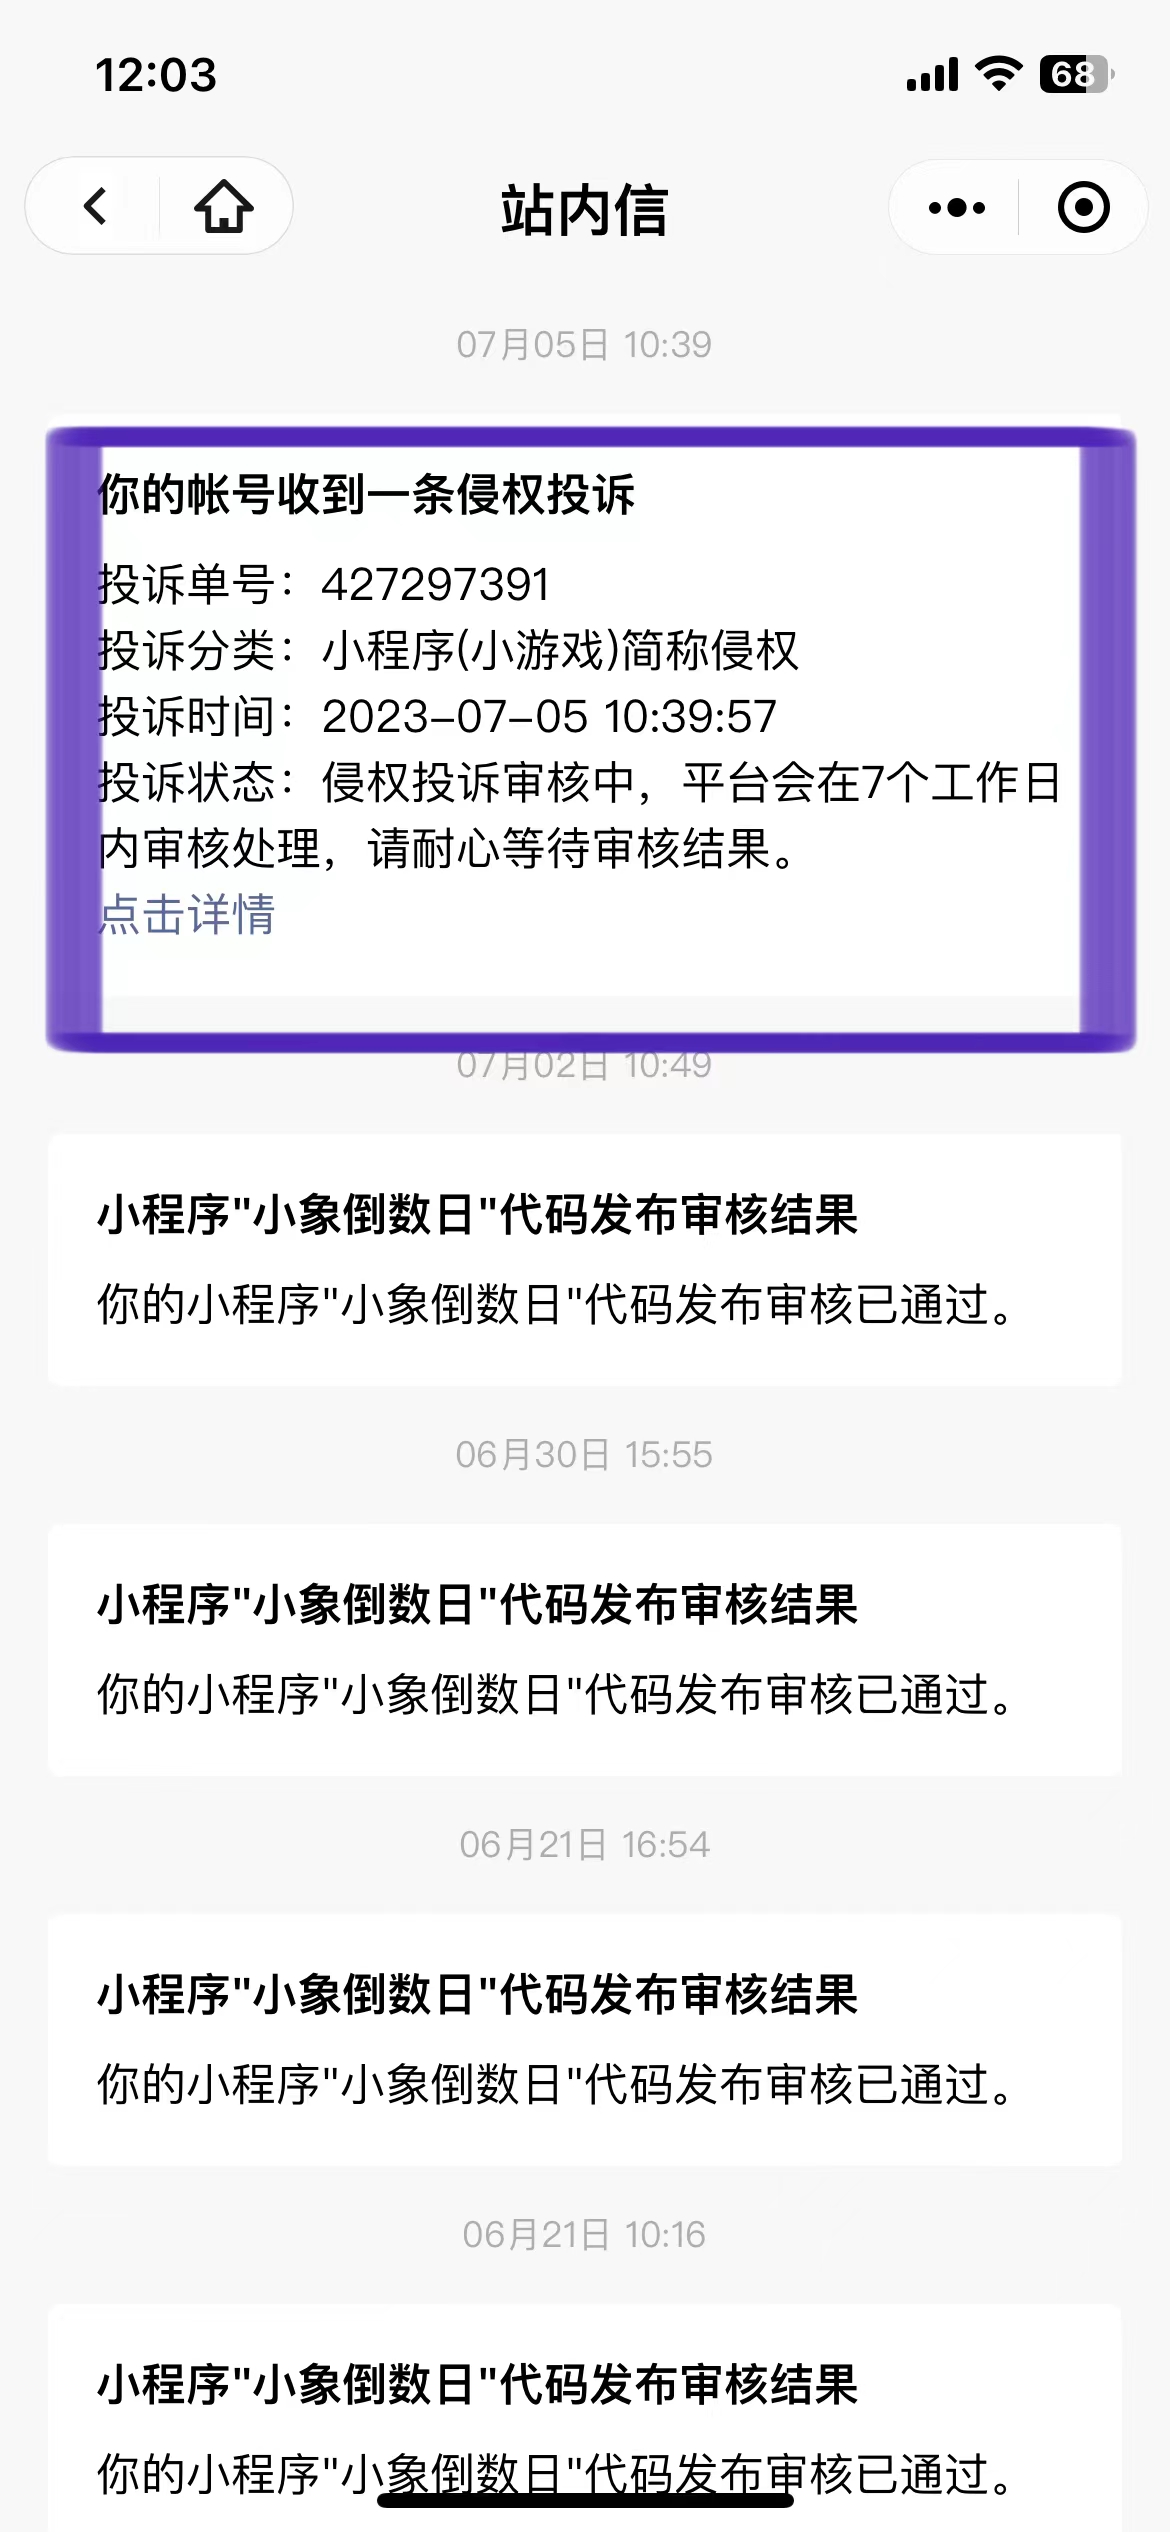 12:03
68
站内信
07月05日 10:39
你的帐号收到一条侵权投诉
投诉单号：427297391
投诉分类：小程序(小游戏)简称侵权
投诉时间：2023-07-05 10:39:57
投诉状态：侵权投诉审核中，平台会在7个工作日
内审核处理，请耐心等待审核结果。
点击详情
07月02日 10:49
小程序"小象倒数日"代码发布审核结果
你的小程序"小象倒数日"代码发布审核已通过。
06月30日 15:55
小程序"小象倒数日"代码发布审核结果
你的小程序"小象倒数日"代码发布审核已通过。
06月21日 16:54
小程序"小象倒数日"代码发布审核结果
你的小程序"小象倒数日"代码发布审核已通过。
06月21日 10:16
小程序"小象倒数日"代码发布审核结果
你的小程序"小象倒数日"代码发布审核已通过。